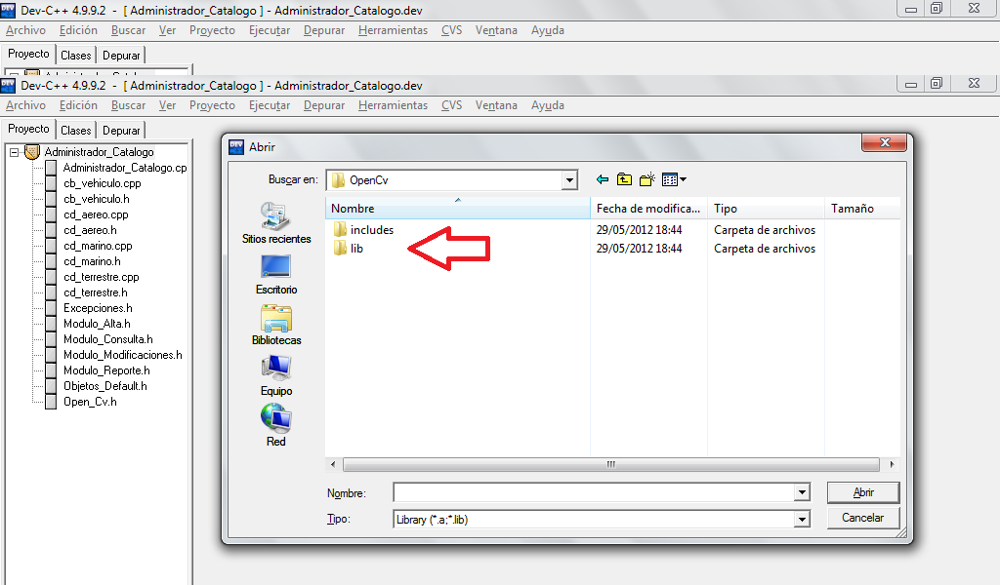 Dev-C++ 4.9.9.2 - [ Administrador_Catalogo ] - Administrador_Catalogo.dev
Archivo Edición Buscar Ver Proyecto Ejecutar Depurar Herramientas CVS Ventana Ayuda
Proyecto Clases Depurar
Dev-C++ 4.9.9.2 - [ Administrador_Catalogo ] - Administrador_Catalogo.dev
Archivo Edición Buscar Ver Proyecto Ejecutar Depurar Herramientas CVS Ventana Ayuda
Proyecto Clases Depurar
Administrador_Catalogo
Administrador_Catalogo.cp
cb_vehiculo.cpp
cb_vehiculo.h
cd_aereo.cpp
cd_aereo.h
cd_marino.cpp
cd_marino.h
cd_terrestre.cpp
cd_terrestre.h
Excepciones.h
Modulo_Alta.h
Modulo_Consulta.h
Modulo_Modificaciones.h
Modulo_Reporte.h
Objetos_Default.h
Open_Cv.h
Abrir
Buscar en: OpenCv
Sitios recientes
Escritorio
Bibliotecas
Equipo
Red
Nombre Fecha de modifica... Tipo Tamaño
includes 29/05/2012 18:44 Carpeta de archivos
lib 29/05/2012 18:44 Carpeta de archivos
Nombre: Abrir
Tipo: Library (*.a;*.lib) Cancelar